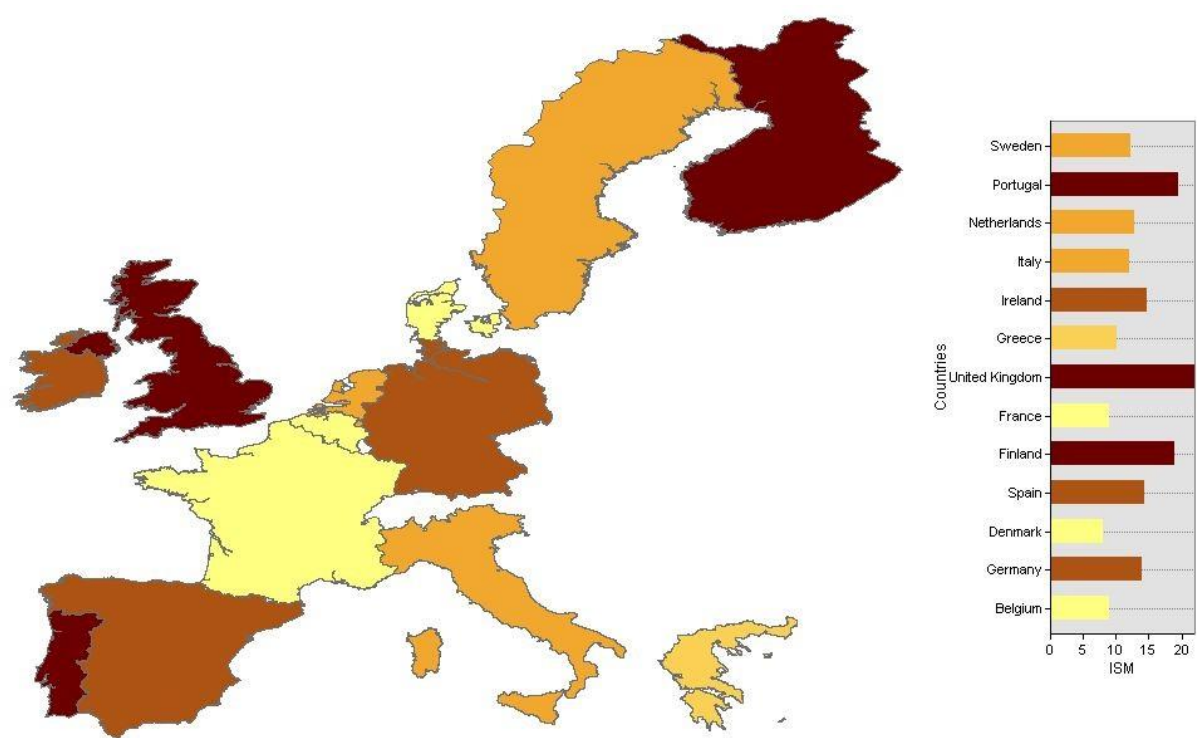 Sweden
Portugal
Netherlands
Italy
Ireland
Greece
United Kingdom
France
Finland
Spain
Denmark
Germany
Belgium
Countries
0 5 10 15 20
ISM